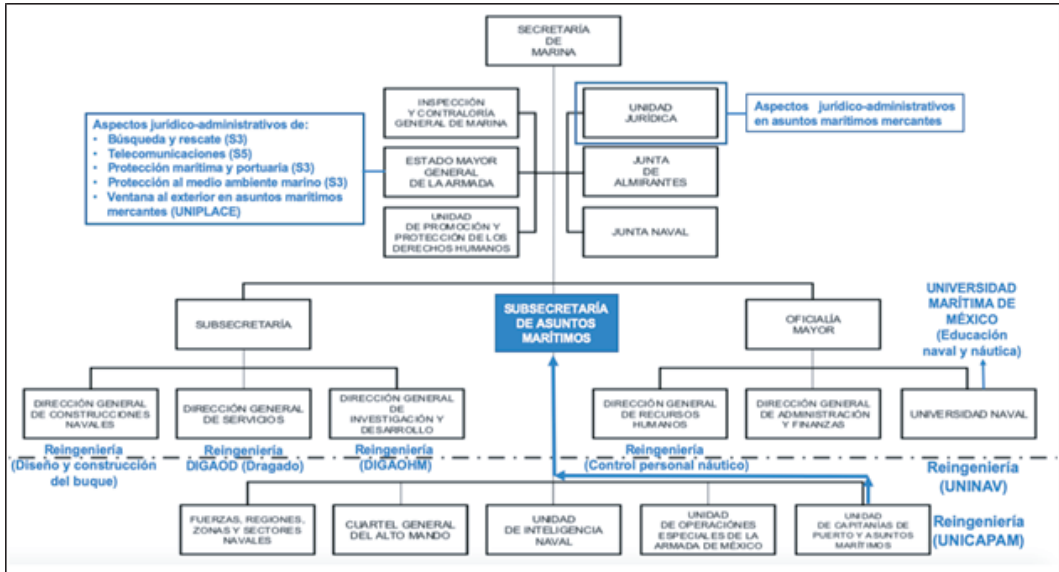 SECRETARÍA
DE
MARINA
INSPECCIÓN
Y CONTRALORÍA
GENERAL DE MARINA
UNIDAD
JURÍDICA
Aspectos jurídico-administrativos
en asuntos marítimos mercantes
Aspectos jurídico-administrativos de:
• Búsqueda y rescate (S3)
• Telecomunicaciones (S5)
• Protección marítima y portuaria (S3)
• Protección al medio ambiente marino (S3)
• Ventana al exterior en asuntos marítimos
mercantes (UNIPLACE)
ESTADO MAYOR
GENERAL
DE LA ARMADA
JUNTA
DE
ALMIRANTES
UNIDAD
DE PROMOCIÓN Y
PROTECCIÓN DE LOS
DERECHOS HUMANOS
JUNTA NAVAL
SUBSECRETARÍA
SUBSECRETARÍA
DE ASUNTOS
MARÍTIMOS
OFICIALÍA
MAYOR
UNIVERSIDAD
MARÍTIMA DE
MÉXICO
(Educación
naval y náutica)
DIRECCIÓN GENERAL
DE CONSTRUCCIONES
NAVALES
DIRECCIÓN GENERAL
DE SERVICIOS
DIRECCIÓN GENERAL
DE
INVESTIGACIÓN Y
DESARROLLO
DIRECCIÓN GENERAL
DE RECURSOS
HUMANOS
DIRECCIÓN GENERAL
DE ADMINISTRACIÓN
Y FINANZAS
UNIVERSIDAD NAVAL
Reingeniería
(Diseño y construcción
del buque)
Reingeniería
DIGAOD (Dragado)
Reingeniería
(DIGAOHM)
Reingeniería
(Control personal náutico)
Reingeniería
(UNINAV)
FUERZAS, REGIONES,
ZONAS Y SECTORES
NAVALES
CUARTEL GENERAL
DEL ALTO MANDO
UNIDAD
DE INTELIGENCIA
NAVAL
UNIDAD
DE OPERACIÓNES
ESPECIALES DE LA
ARMADA DE MÉXICO
UNIDAD
DE CAPITANÍAS DE
PUERTO Y ASUNTOS
MARÍTIMOS
Reingeniería
(UNICAPAM)